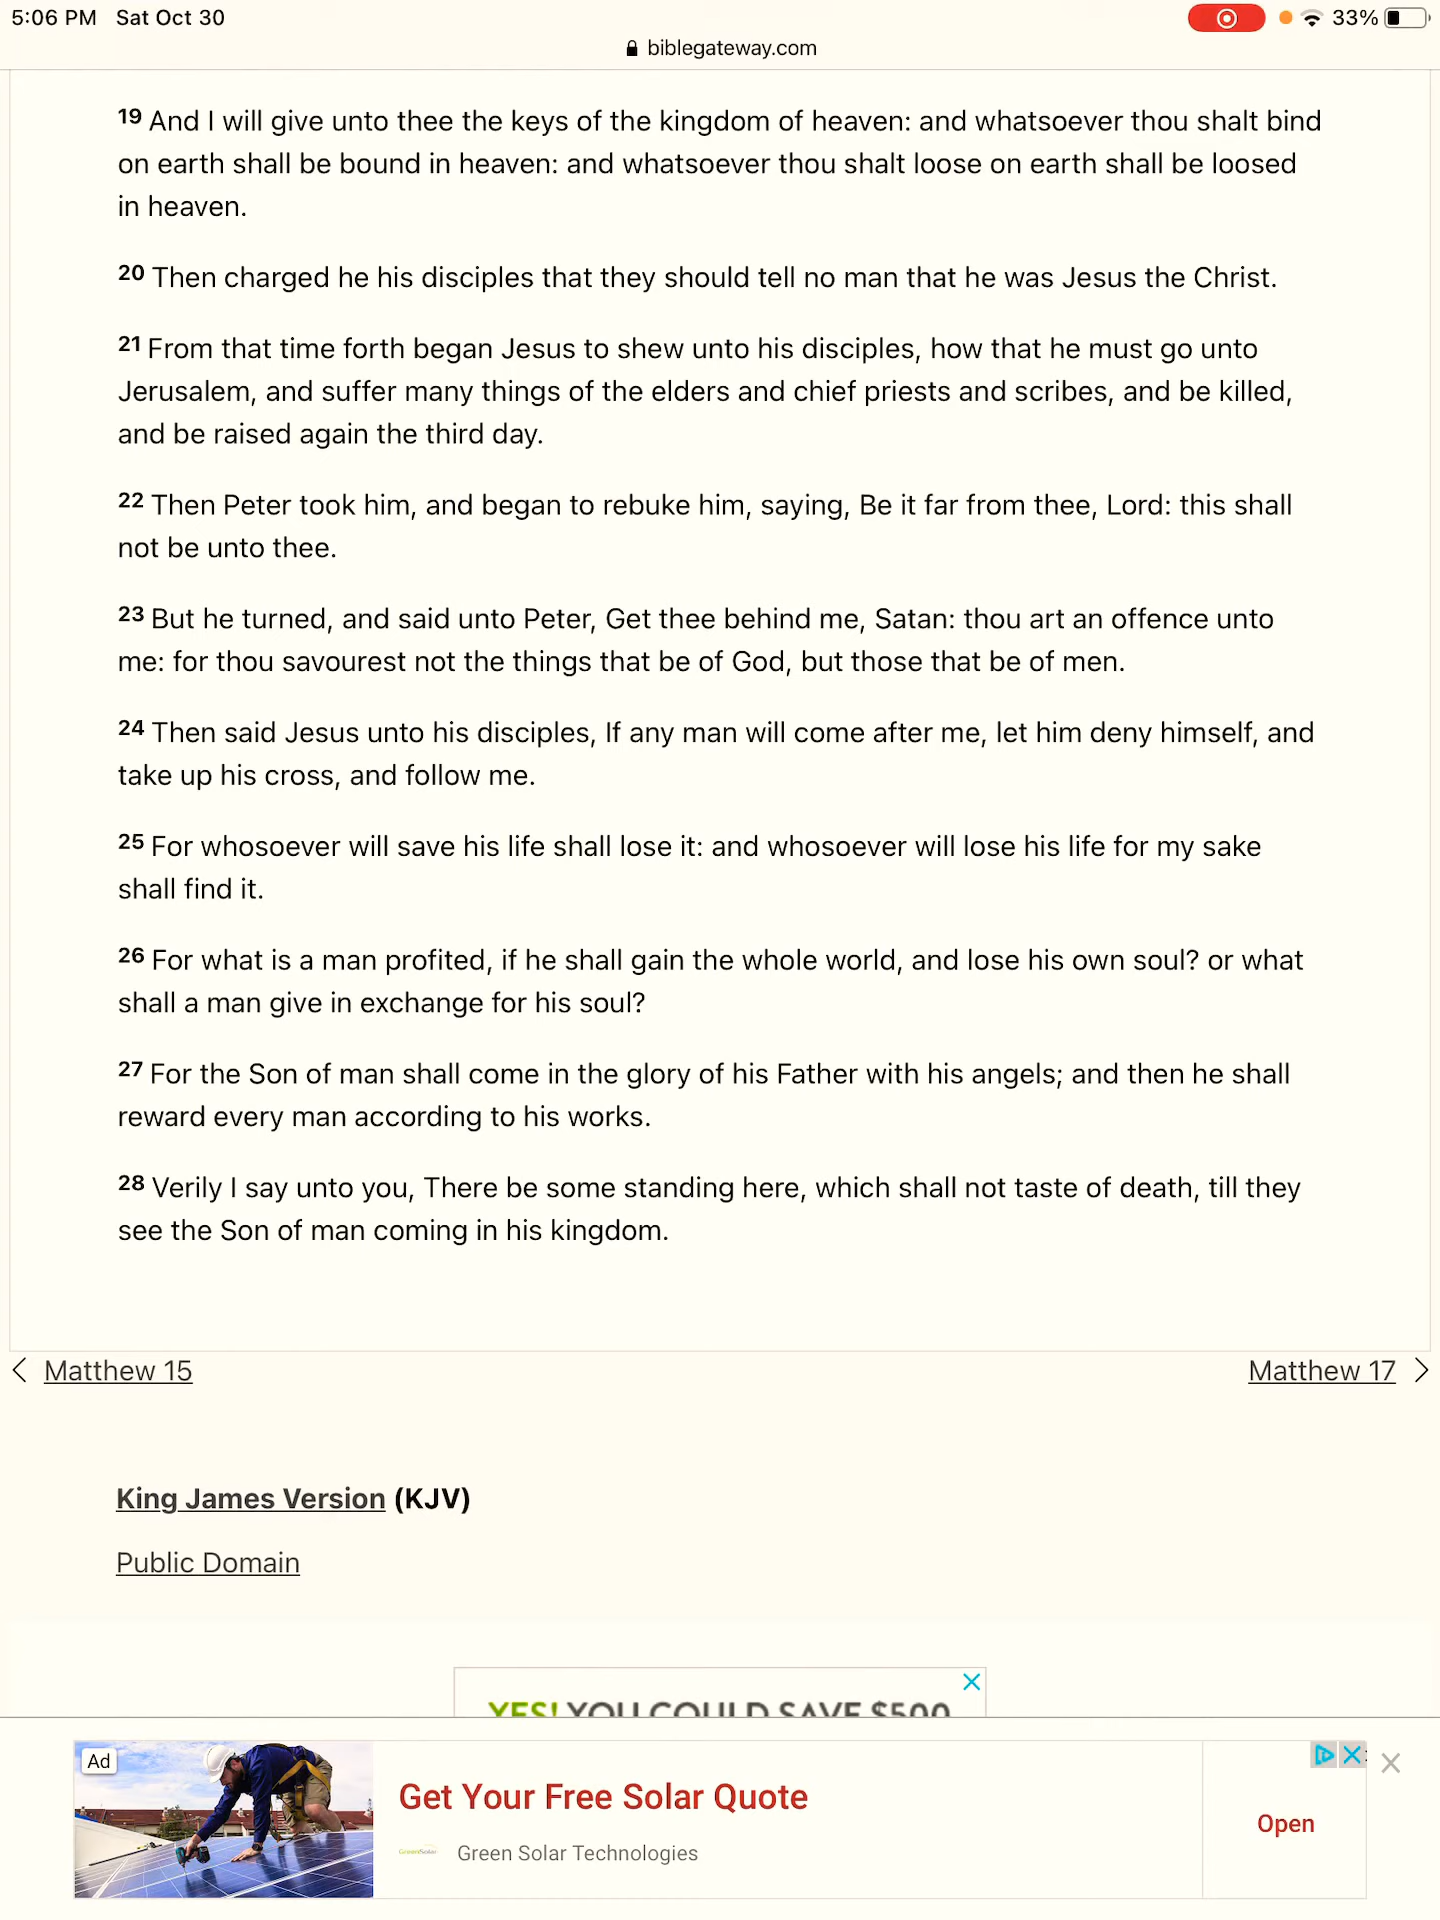 5:06 PM Sat Oct 30
33%
biblegateway.com
19 And I will give unto thee the keys of the kingdom of heaven: and whatsoever thou shalt bind
on earth shall be bound in heaven: and whatsoever thou shalt loose on earth shall be loosed
in heaven.
20 Then charged he his disciples that they should tell no man that he was Jesus the Christ.
21 From that time forth began Jesus to shew unto his disciples, how that he must go unto
Jerusalem, and suffer many things of the elders and chief priests and scribes, and be killed,
and be raised again the third day.
22 Then Peter took him, and began to rebuke him, saying, Be it far from thee, Lord: this shall
not be unto thee.
23 But he turned, and said unto Peter, Get thee behind me, Satan: thou art an offence unto
me: for thou savourest not the things that be of God, but those that be of men.
24 Then said Jesus unto his disciples, If any man will come after me, let him deny himself, and
take up his cross, and follow me.
25 For whosoever will save his life shall lose it: and whosoever will lose his life for my sake
shall find it.
26 For what is a man profited, if he shall gain the whole world, and lose his own soul? or what
shall a man give in exchange for his soul?
27 For the Son of man shall come in the glory of his Father with his angels; and then he shall
reward every man according to his works.
28 Verily I say unto you, There be some standing here, which shall not taste of death, till they
see the Son of man coming in his kingdom.
Matthew 15
Matthew 17
King James Version (KJV)
Public Domain
YES! YOU COULD SAVE $500
Ad
Get Your Free Solar Quote
GreenSolar
Green Solar Technologies
Open